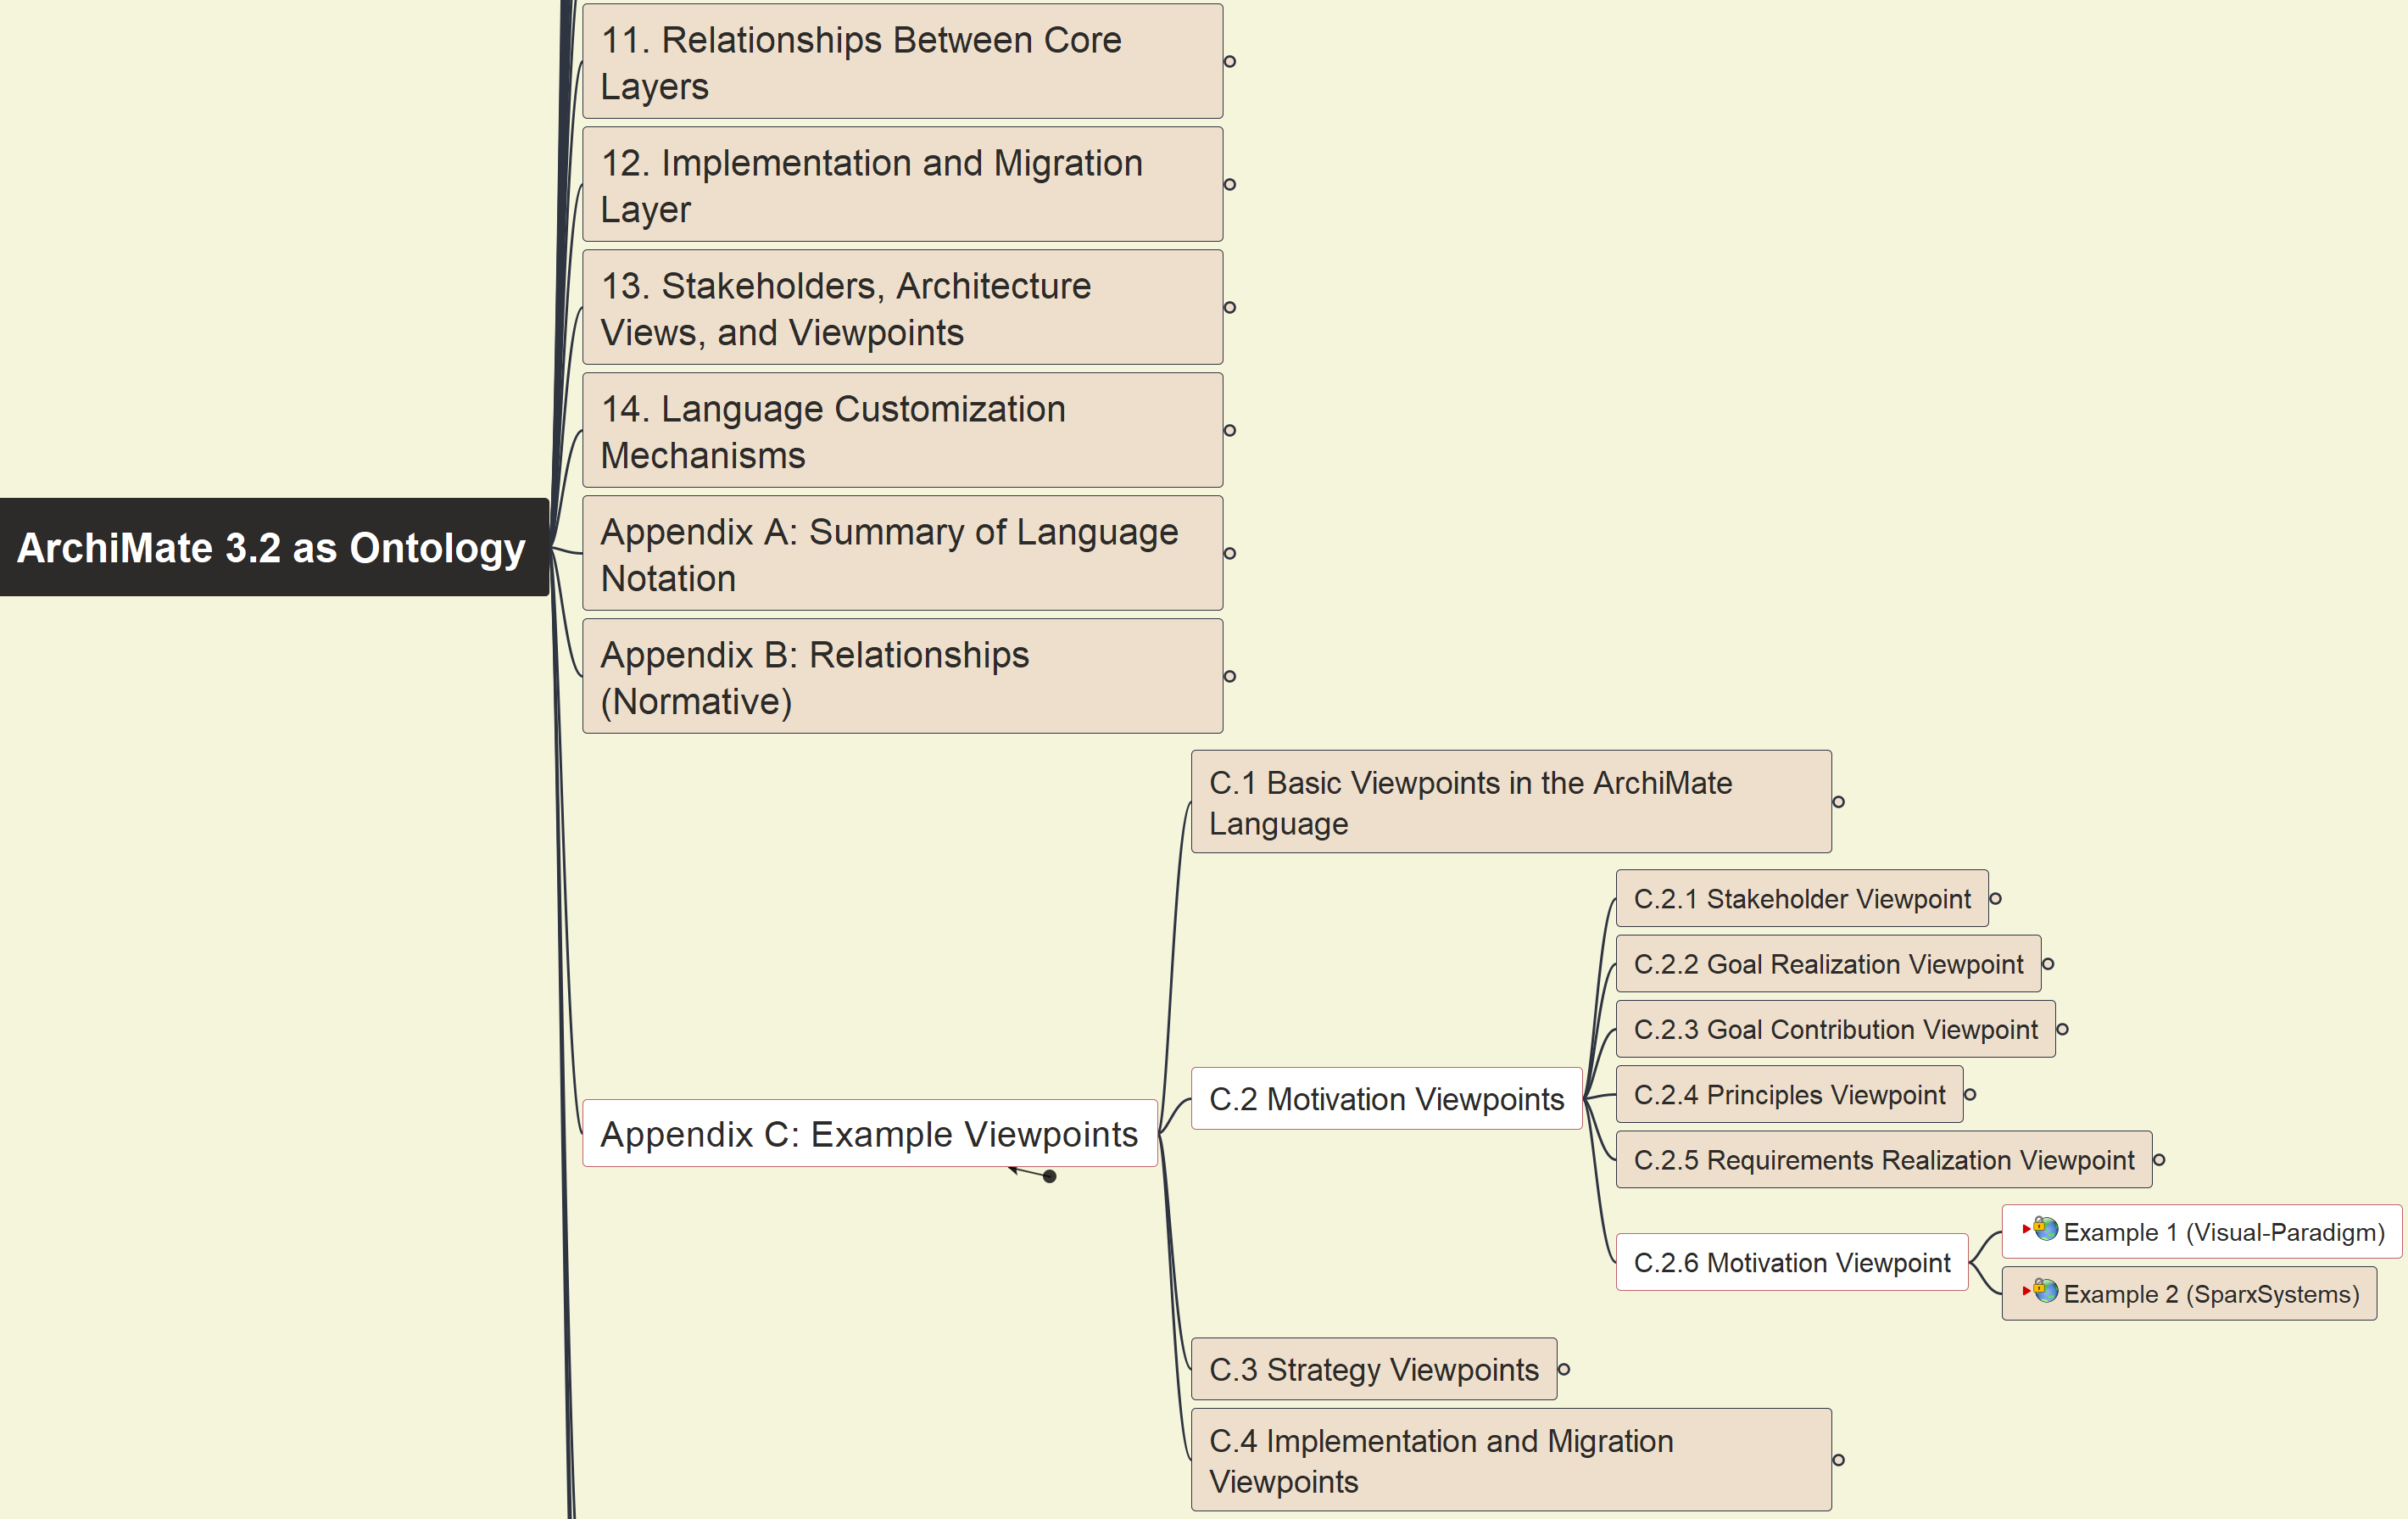 11. Relationships Between Core
Layers
12. Implementation and Migration
Layer
13. Stakeholders, Architecture
Views, and Viewpoints
14. Language Customization
Mechanisms
ArchiMate 3.2 as Ontology
Appendix A: Summary of Language
Notation
Appendix B: Relationships
(Normative)
Appendix C: Example Viewpoints
C.1 Basic Viewpoints in the ArchiMate
Language
C.2 Motivation Viewpoints
C.2.1 Stakeholder Viewpoint
C.2.2 Goal Realization Viewpoint
C.2.3 Goal Contribution Viewpoint
C.2.4 Principles Viewpoint
C.2.5 Requirements Realization Viewpoint
C.2.6 Motivation Viewpoint
Example 1 (Visual-Paradigm)
Example 2 (SparxSystems)
C.3 Strategy Viewpoints
C.4 Implementation and Migration
Viewpoints